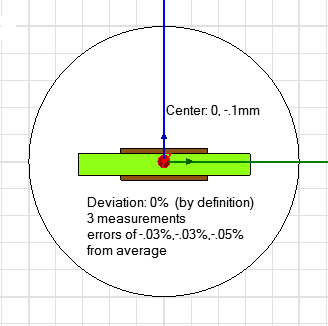 Center: 0, -.1mm
Deviation: 0% (by definition)
3 measurements
errors of -.03%,-.03%,-.05%
from average